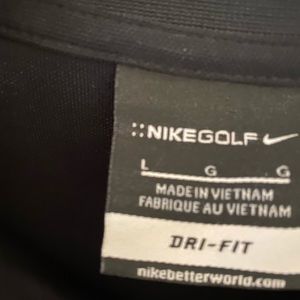 ::NIKEGOLF
L G G
MADE IN VIETNAM
FABRIQUE AU VIETNAM
DRI-FIT
nikebetterworld.com